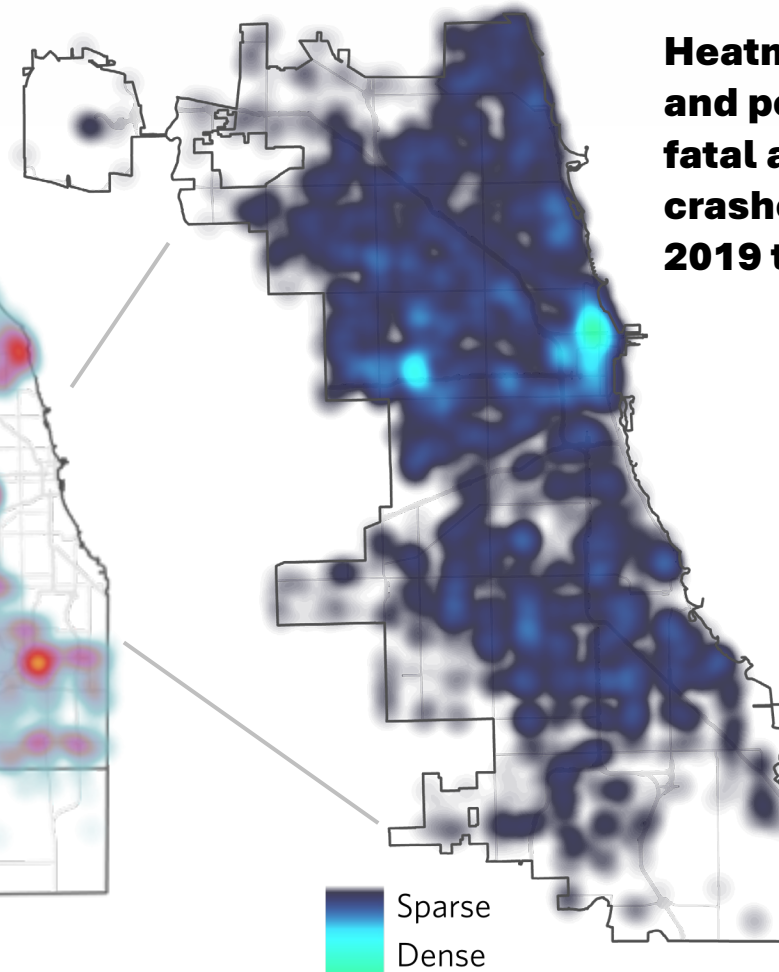 Heatm
and pe
fatal a
crashe
2019 t
Sparse
Dense